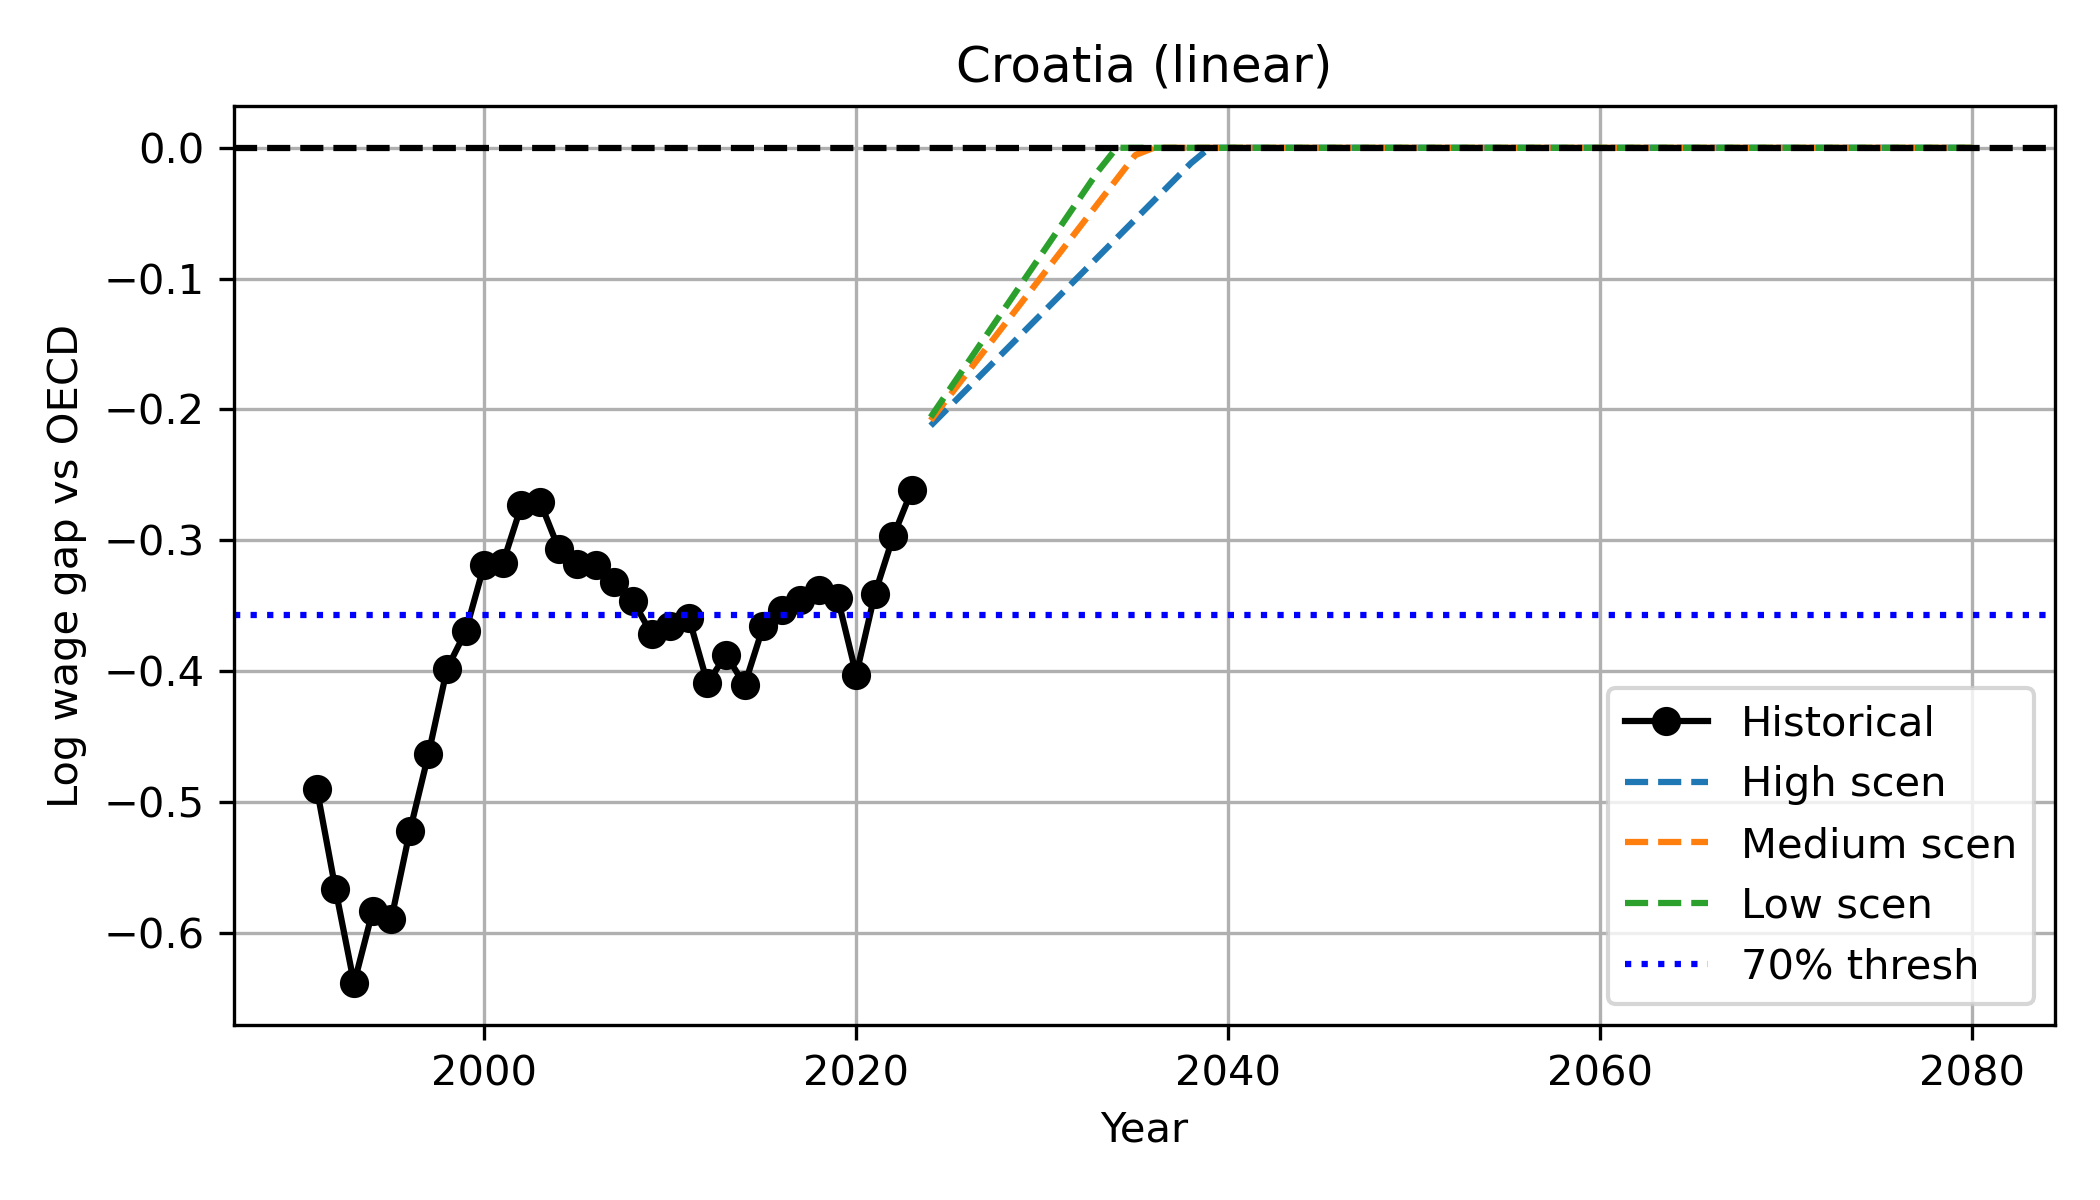 Croatia (linear)
0.0
−0.1
−0.2
−0.3
−0.4
−0.5
−0.6
Log wage gap vs OECD
Historical
High scen
Medium scen
Low scen
70% thresh
2000 2020 2040 2060 2080
Year